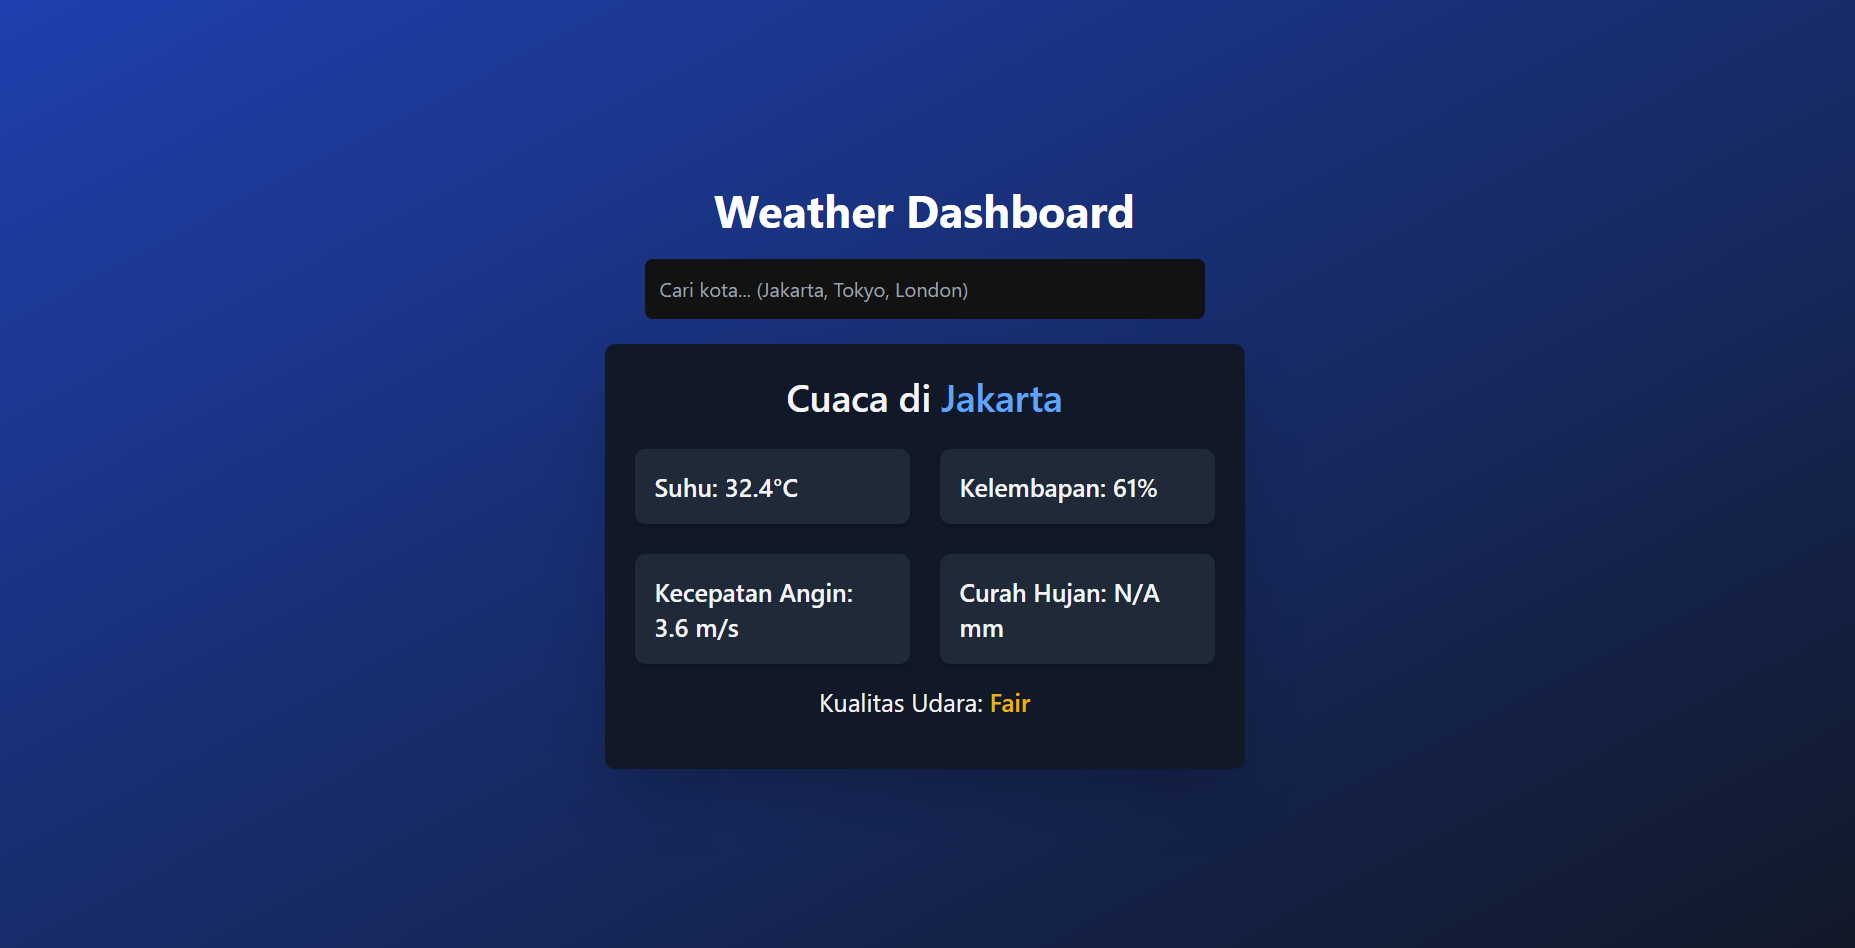 Weather Dashboard
Cari kota... (Jakarta, Tokyo, London)
Cuaca di Jakarta
Suhu: 32.4°C
Kelembapan: 61%
Kecepatan Angin:
3.6 m/s
Curah Hujan: N/A
mm
Kualitas Udara: Fair